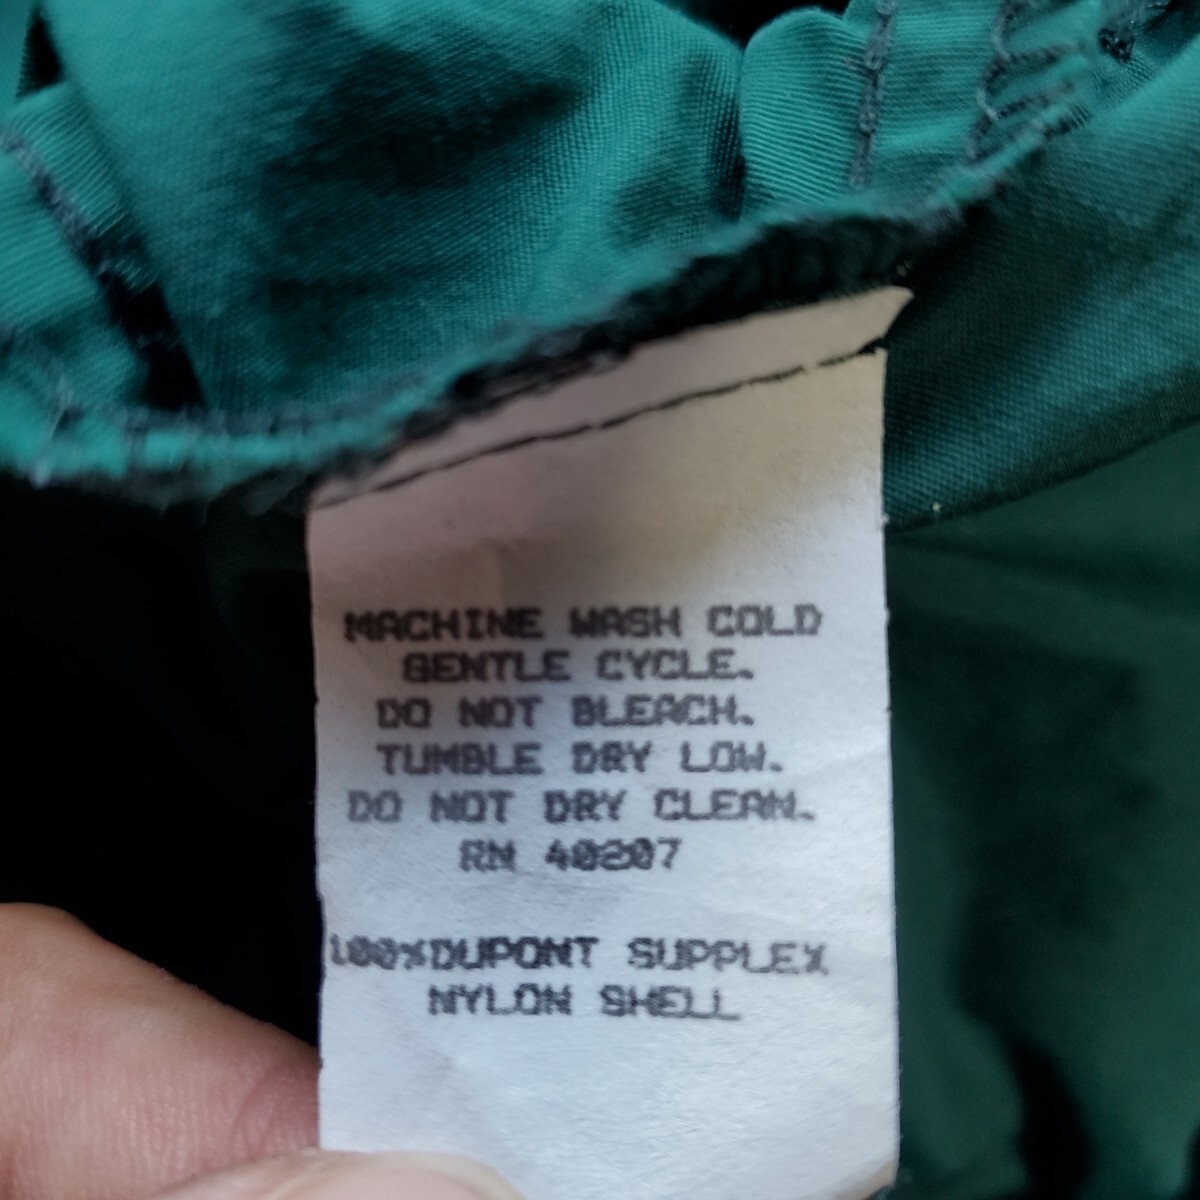 MACHINE WASH COLD
GENTLE CYCLE.
DO NOT BLEACH.
TUMBLE DRY LOW.
DO NOT DRY CLEAN.
RN 40207
100%DUPONT SUPPLEX
NYLON SHELL